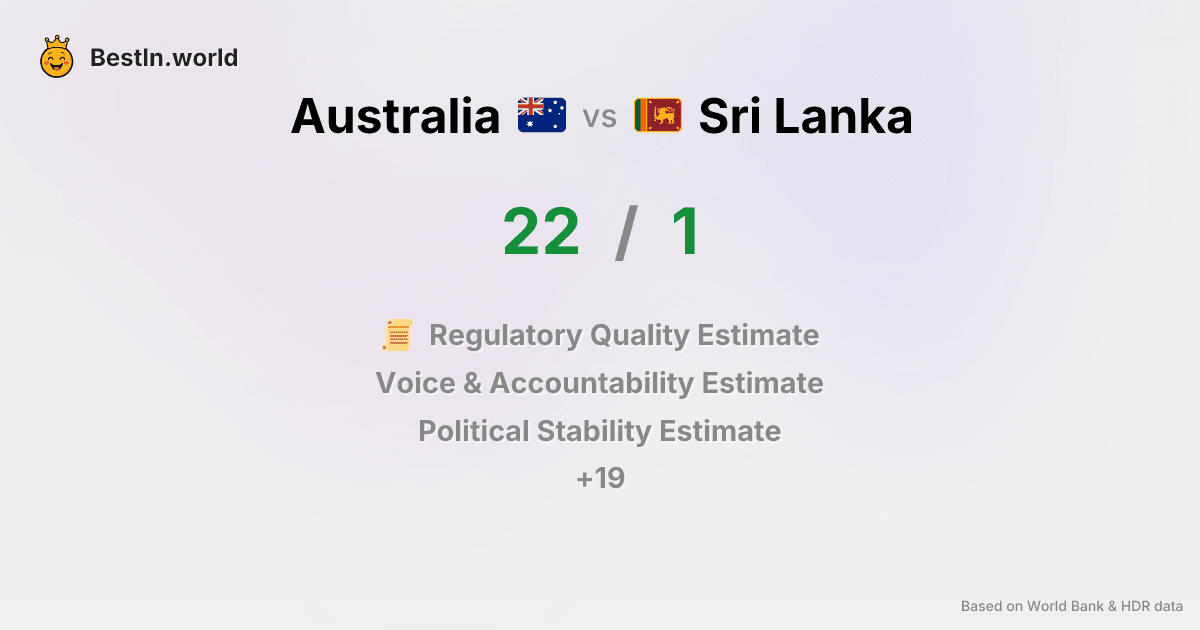 BestIn.world
Australia vs Sri Lanka
22 / 1
Regulatory Quality Estimate
Voice & Accountability Estimate
Political Stability Estimate
+19
Based on World Bank & HDR data